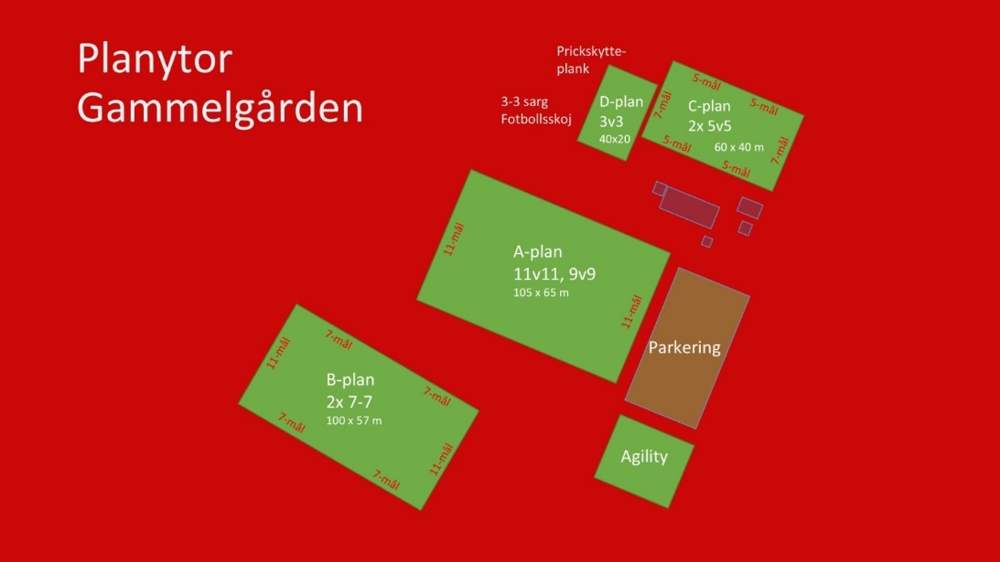 Planytor
Gammelgården
Prickskytte-
plank
3-3 sarg
Fotbollsskoj
D-plan
3v3
40x20
5-mål
5-mål
7-mål
C-plan
2x 5v5
60 x 40 m
5-mål
5-mål
7-mål
11-mål
A-plan
11v11, 9v9
105 x 65 m
11-mål
Parkering
11-mål
7-mål
B-plan
2x 7-7
100 x 57 m
7-mål
7-mål
7-mål
11-mål
Agility